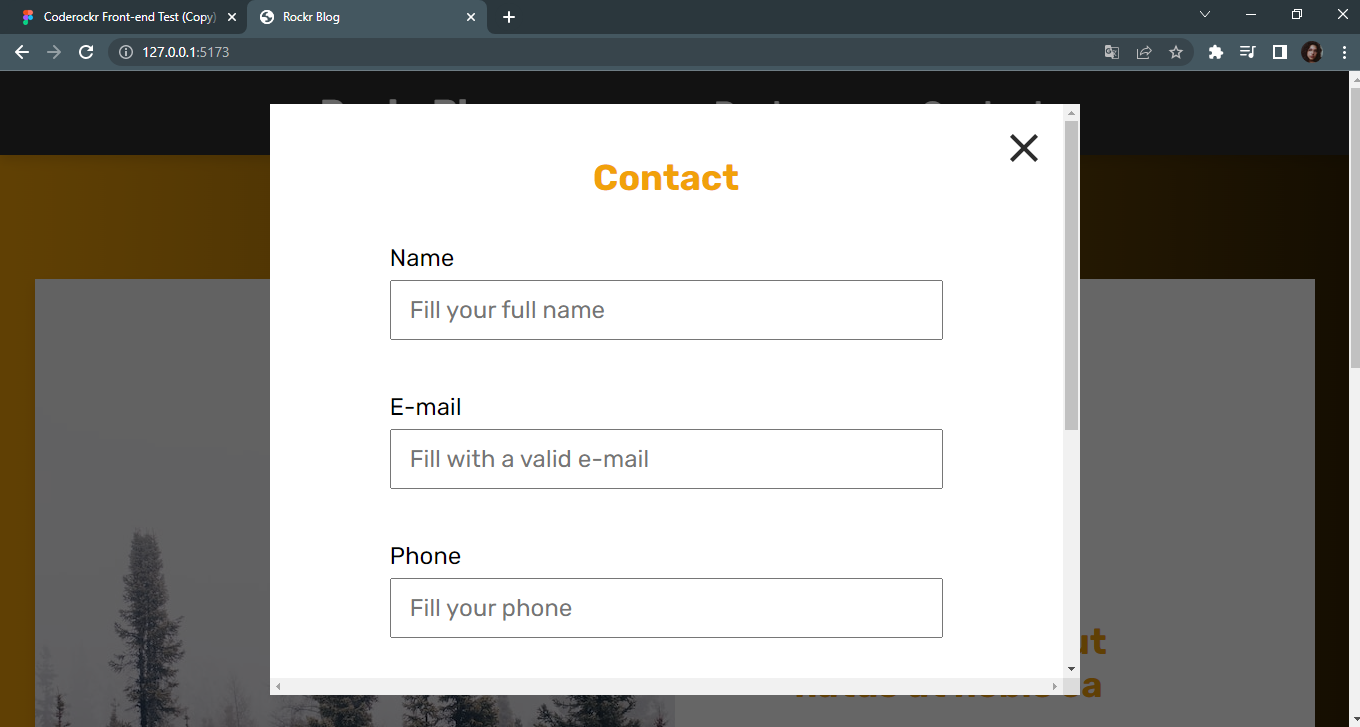 Coderockr Front-end Test (Copy)
Rockr Blog
127.0.0.1:5173
Contact
Name
Fill your full name
E-mail
Fill with a valid e-mail
Phone
Fill your phone